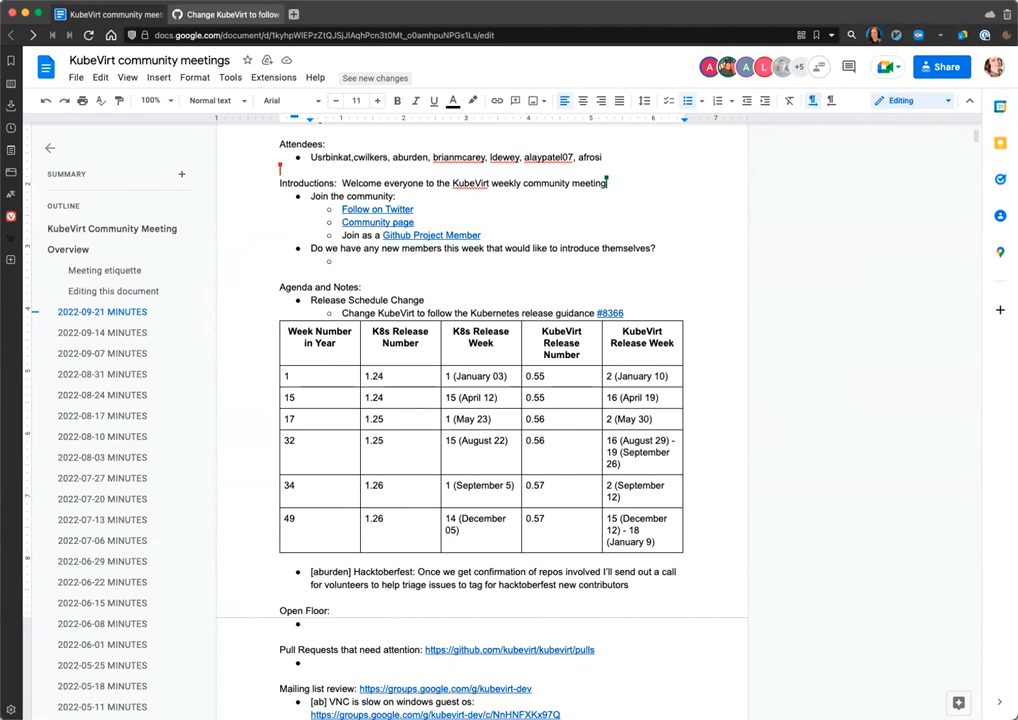 KubeVirt community meet
Change KubeVirt to follow
docs.google.com/document/d/1kyhpWIEPzZtQJSjJlAqhPcn3t0Mt_o0amhpuNPGs1Ls/edit
KubeVirt community meetings
File Edit View Insert Format Tools Extensions Help
See new changes
A A L +5
Share
100% Normal text Arial 11 B I U A Editing
1 1 2 3 4 5 6 7
SUMMARY
OUTLINE
KubeVirt Community Meeting
Overview
Meeting etiquette
Editing this document
2022-09-21 MINUTES
2022-09-14 MINUTES
2022-09-07 MINUTES
2022-08-31 MINUTES
2022-08-24 MINUTES
2022-08-17 MINUTES
2022-08-10 MINUTES
2022-08-03 MINUTES
2022-07-27 MINUTES
2022-07-20 MINUTES
2022-07-13 MINUTES
2022-07-06 MINUTES
2022-06-29 MINUTES
2022-06-22 MINUTES
2022-06-15 MINUTES
2022-06-08 MINUTES
2022-06-01 MINUTES
2022-05-25 MINUTES
2022-05-18 MINUTES
2022-05-11 MINUTES
Attendees:
Usrbinkat,cwilkers, aburden, brianmcarey, ldewey, alaypatel07, afrosi
Introductions: Welcome everyone to the KubeVirt weekly community meeting
Join the community:
Follow on Twitter
Community page
Join as a Github Project Member
Do we have any new members this week that would like to introduce themselves?
Agenda and Notes:
Release Schedule Change
Change KubeVirt to follow the Kubernetes release guidance #8366
Week Number in Year K8s Release Number K8s Release Week KubeVirt Release Number KubeVirt Release Week
1 1.24 1 (January 03) 0.55 2 (January 10)
15 1.24 15 (April 12) 0.55 16 (April 19)
17 1.25 1 (May 23) 0.56 2 (May 30)
32 1.25 15 (August 22) 0.56 16 (August 29) - 19 (September 26)
34 1.26 1 (September 5) 0.57 2 (September 12)
49 1.26 14 (December 05) 0.57 15 (December 12) - 18 (January 9)
[aburden] Hacktoberfest: Once we get confirmation of repos involved I'll send out a call
for volunteers to help triage issues to tag for hacktoberfest new contributors
Open Floor:
Pull Requests that need attention: https://github.com/kubevirt/kubevirt/pulls
Mailing list review: https://groups.google.com/g/kubevirt-dev
[ab] VNC is slow on windows guest os:
https://groups.google.com/g/kubevirt-dev/c/NnHNFXKx97Q